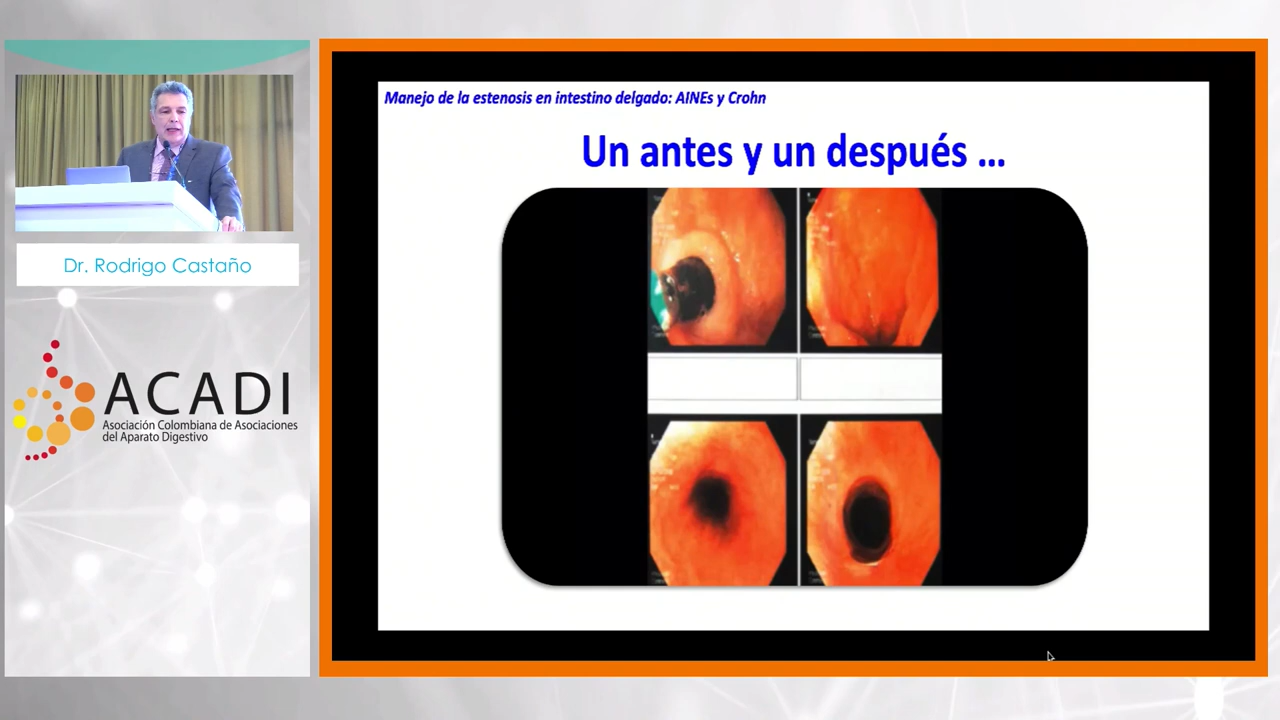 Dr. Rodrigo Castaño
ACADI
Asociación Colombiana de Asociaciones
del Aparato Digestivo
Manejo de la estenosis en intestino delgado: AINEs y Crohn
Un antes y un después ...